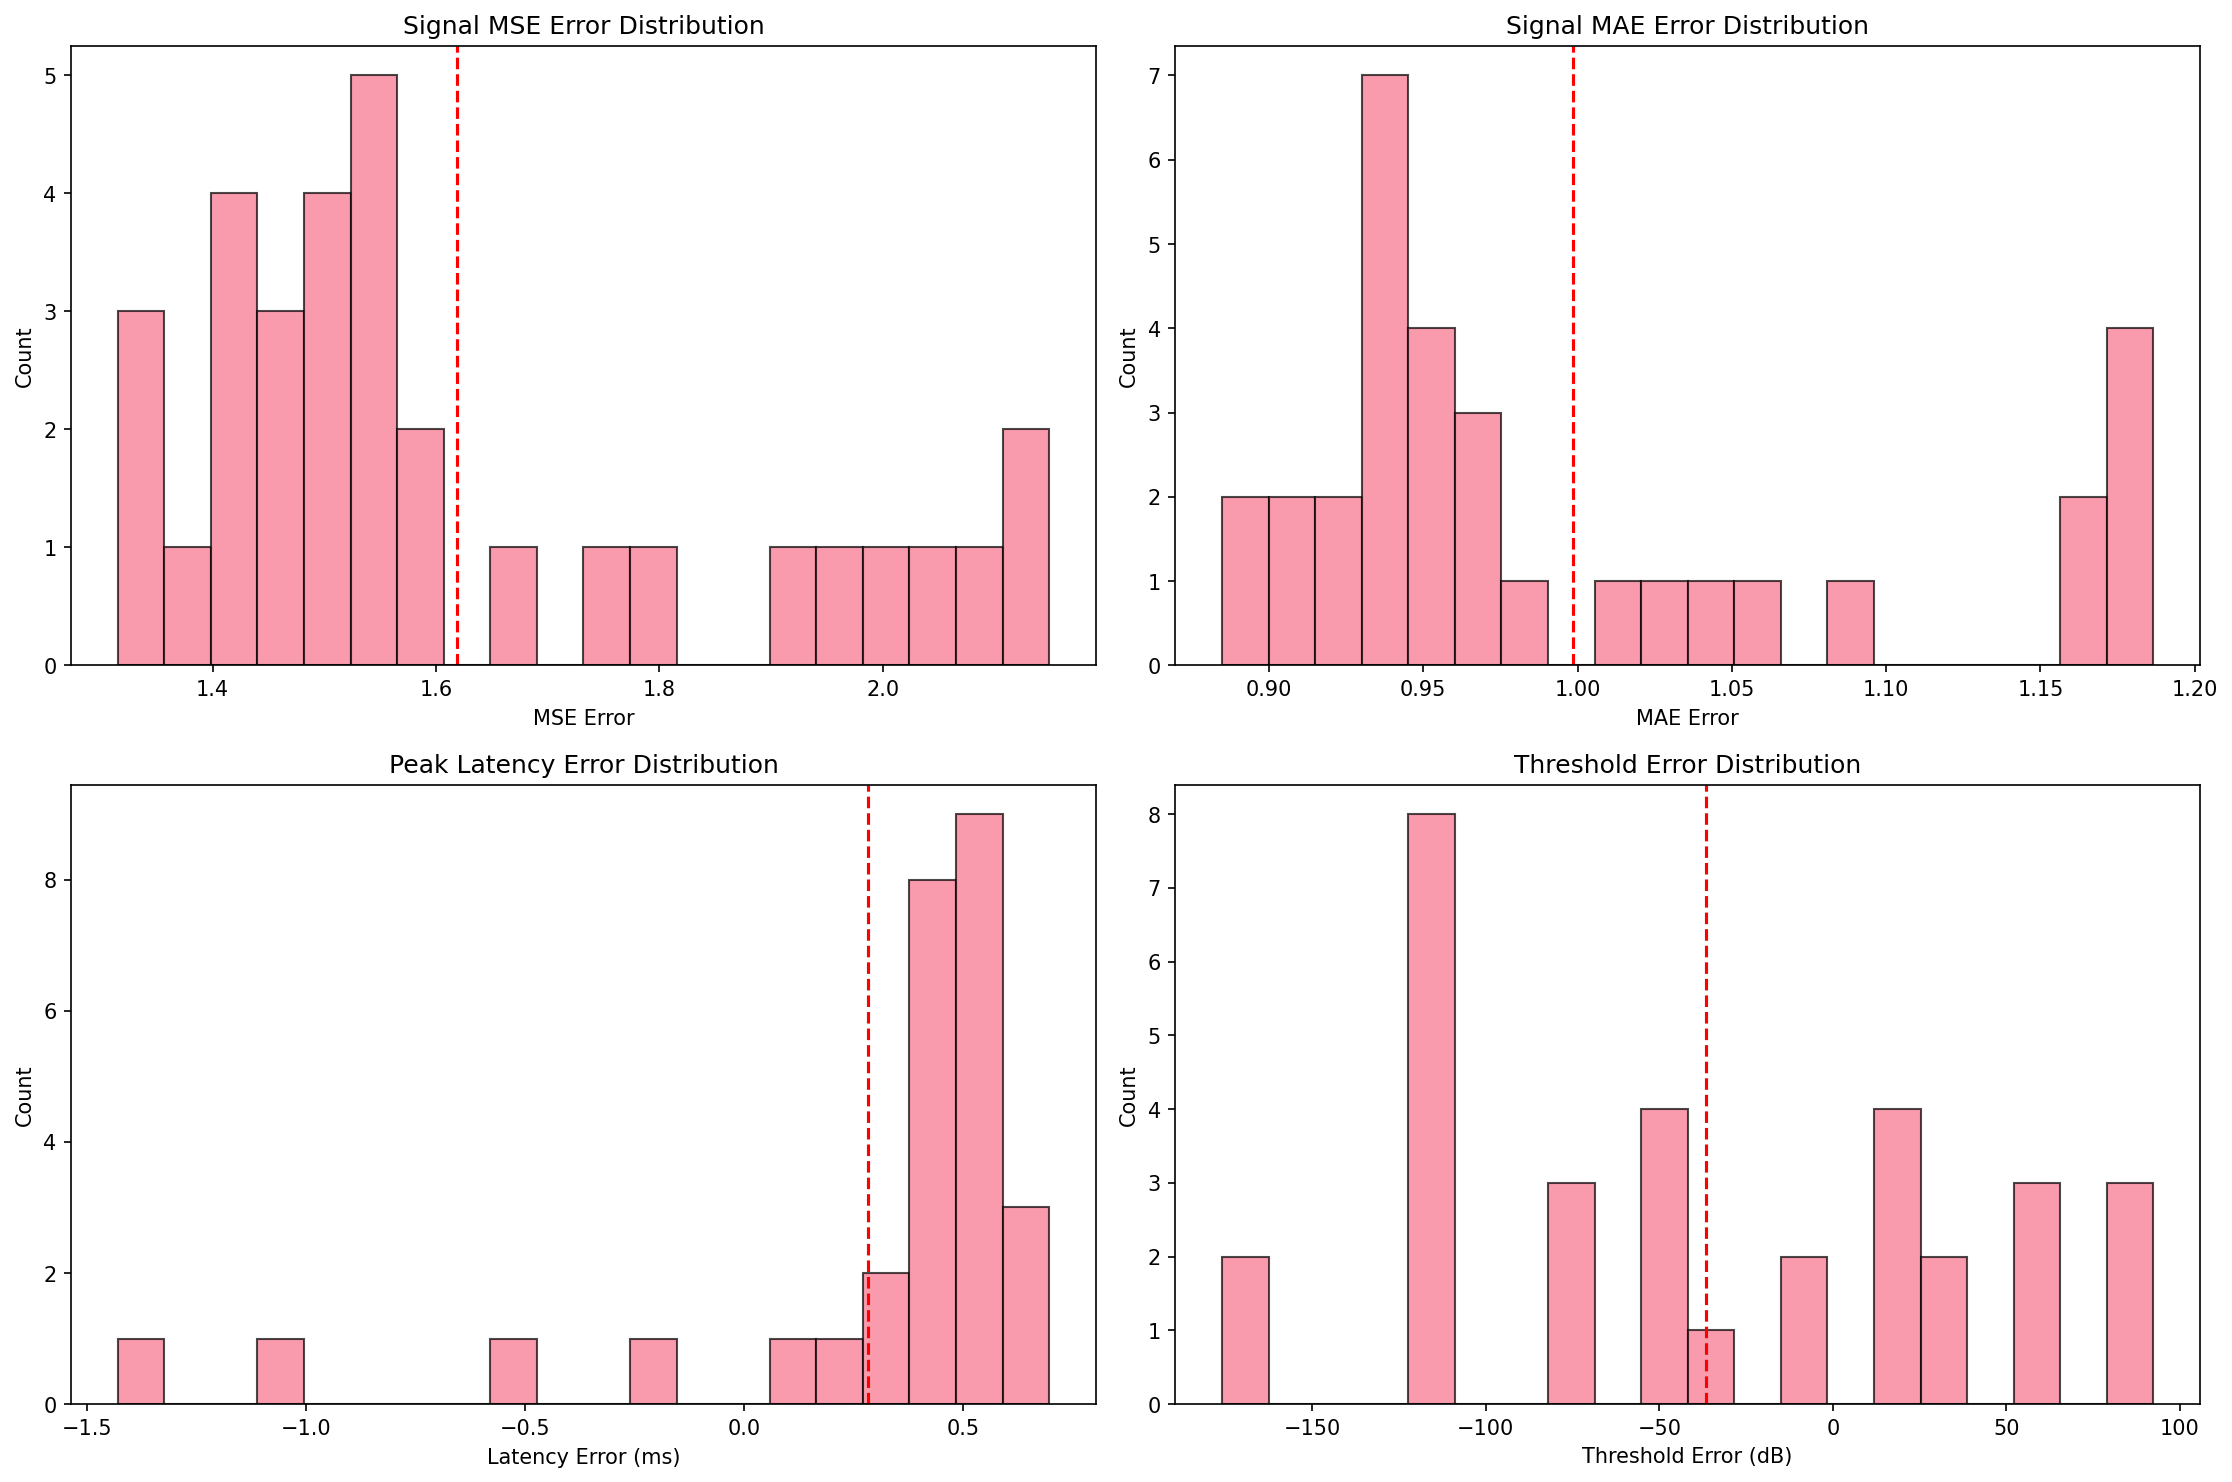 Signal MSE Error Distribution
Count
5
4
3
2
1
0
1.4 1.6 1.8 2.0
MSE Error
Signal MAE Error Distribution
Count
7
6
5
4
3
2
1
0
0.90 0.95 1.00 1.05 1.10 1.15 1.20
MAE Error
Peak Latency Error Distribution
Count
8
6
4
2
0
−1.5 −1.0 −0.5 0.0 0.5
Latency Error (ms)
Threshold Error Distribution
Count
8
7
6
5
4
3
2
1
0
−150 −100 −50 0 50 100
Threshold Error (dB)